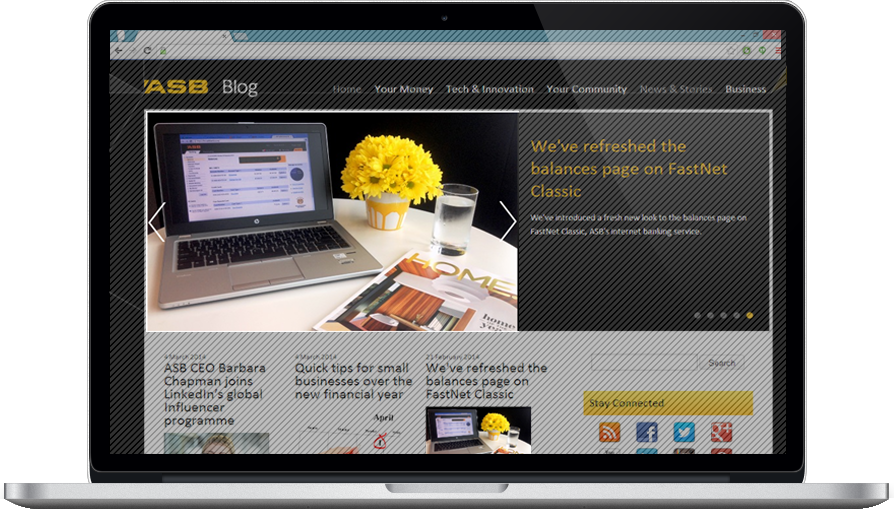 ASB Blog
Home Your Money Tech & Innovation Your Community News & Stories Business
ASB
HOME
home
We've refreshed the
balances page on FastNet
Classic
We've introduced a fresh new look to the balances page on
FastNet Classic, ASB's internet banking service.
4 March 2014
ASB CEO Barbara
Chapman joins
LinkedIn's global
Influencer
programme
4 March 2014
Quick tips for small
businesses over the
new financial year
April
21 February 2014
We've refreshed the
balances page on
FastNet Classic
Search
Stay Connected